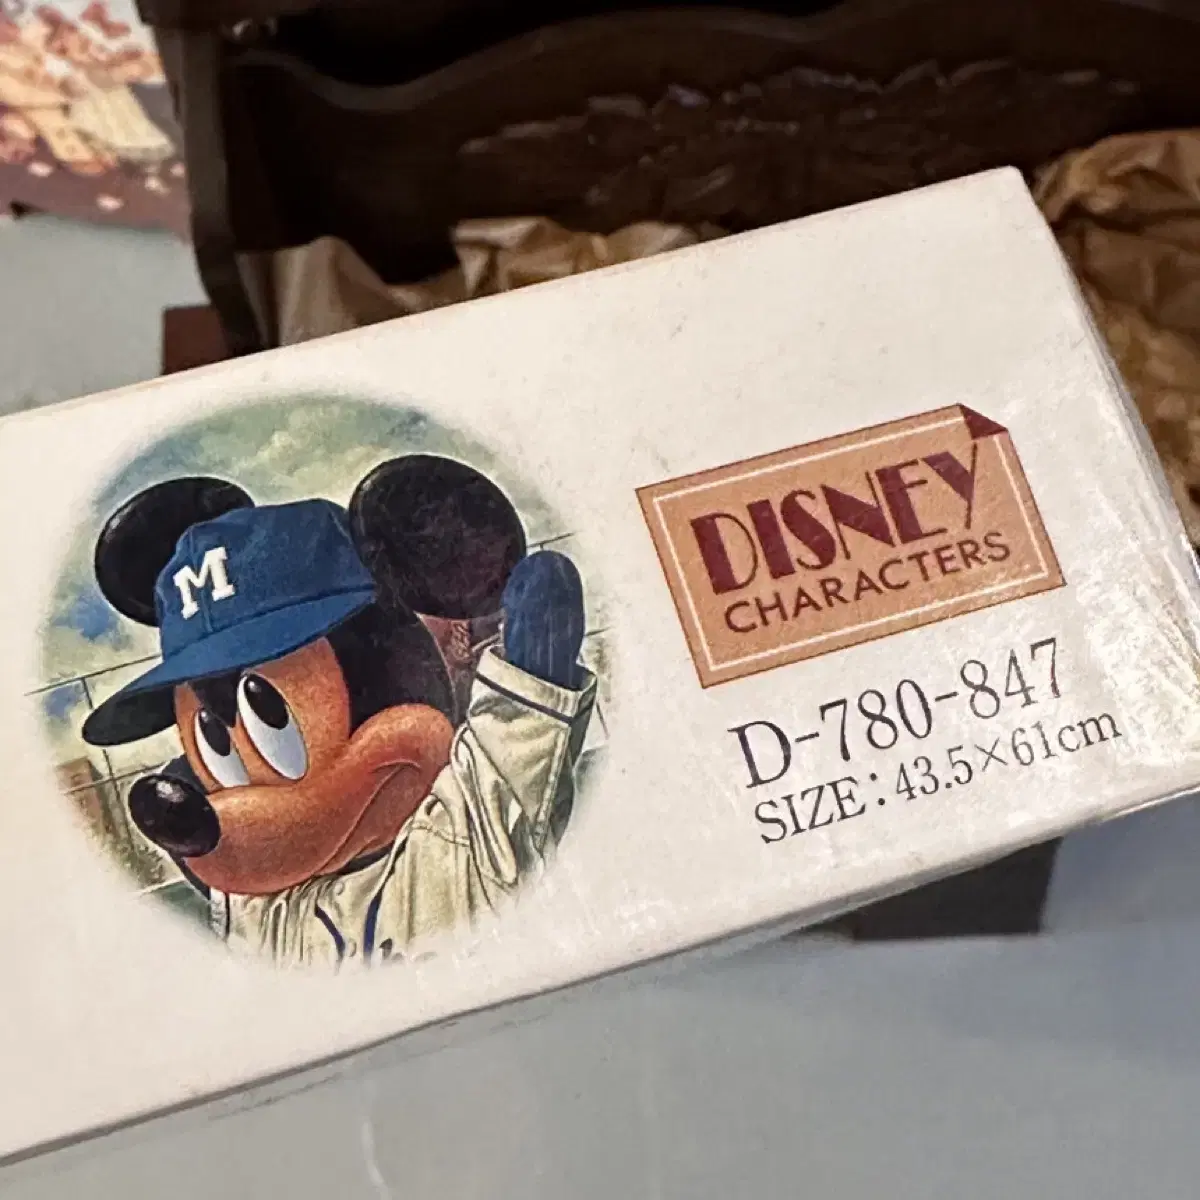 M
DISNEY
CHARACTERS
D-780-847
SIZE:43.5×61cm